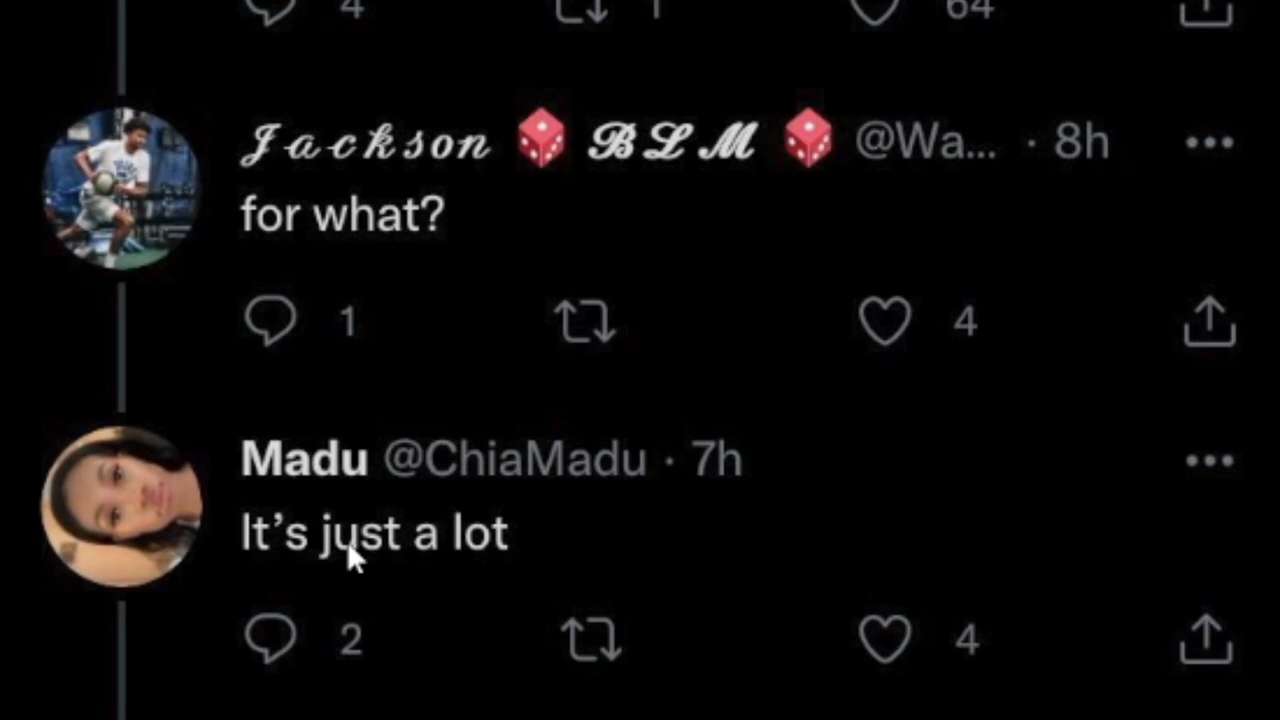 4 1 64
𝒥𝒶𝒸𝓀𝓈ℴ𝓃 🎲 𝓑𝓛𝓜 🎲 @Wa... · 8h
for what?
1 4
Madu @ChiaMadu · 7h
It’s just a lot
2 4